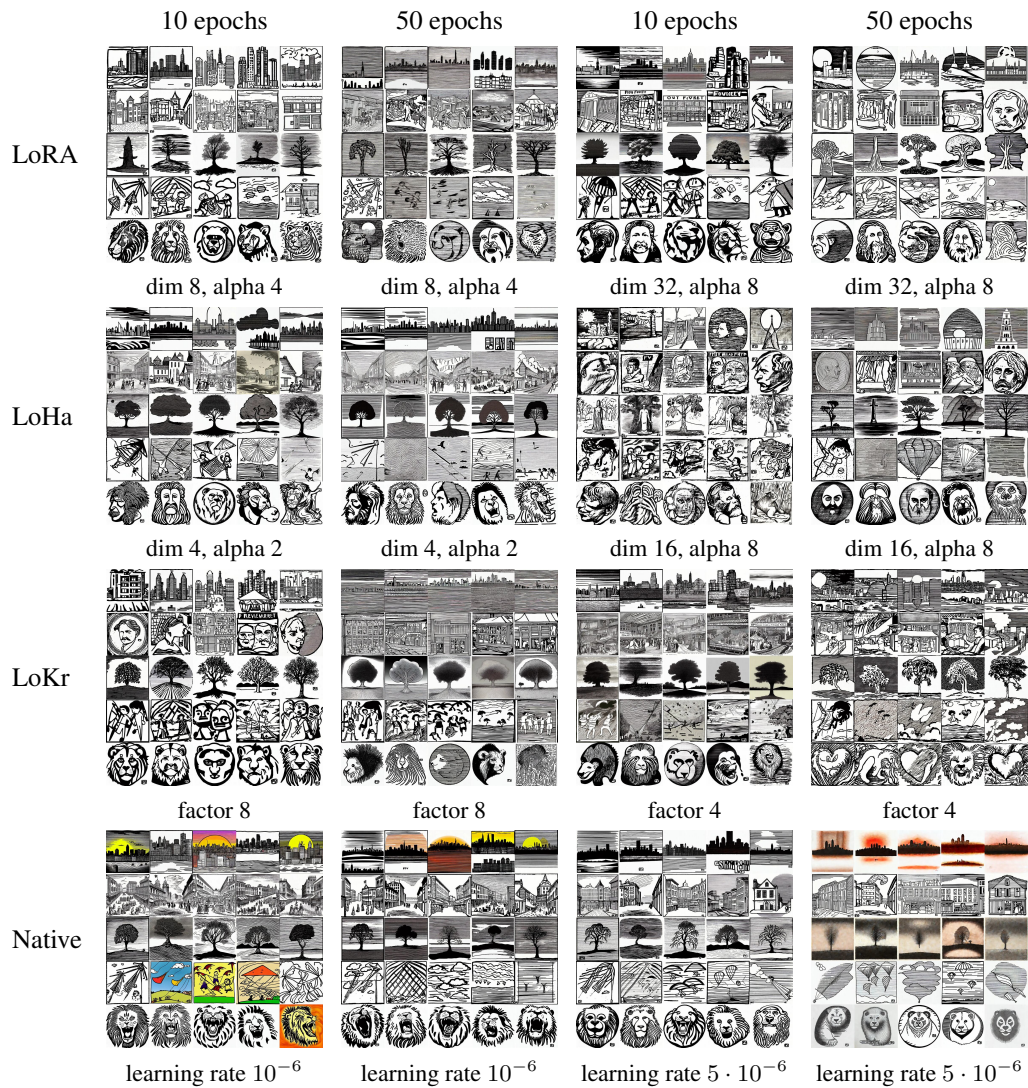 10 epochs 50 epochs 10 epochs 50 epochs
LoRA
dim 8, alpha 4 dim 8, alpha 4 dim 32, alpha 8 dim 32, alpha 8
LoHa
dim 4, alpha 2 dim 4, alpha 2 dim 16, alpha 8 dim 16, alpha 8
LoKr
factor 8 factor 8 factor 4 factor 4
Native
learning rate 10⁻⁶ learning rate 10⁻⁶ learning rate 5 · 10⁻⁶ learning rate 5 · 10⁻⁶